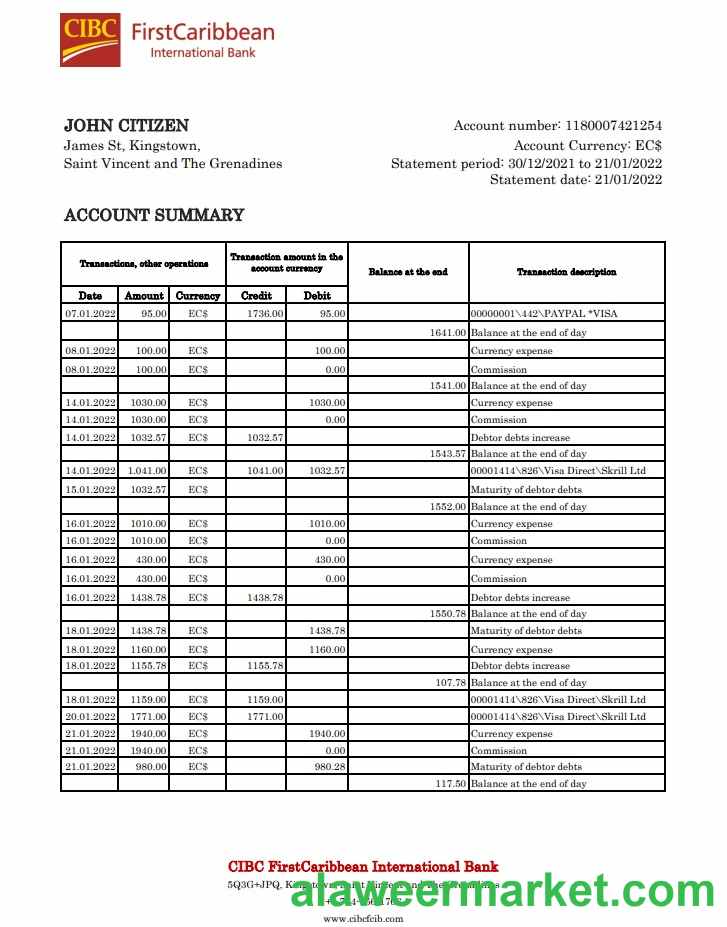 CIBC FirstCaribbean
International Bank
JOHN CITIZEN
James St, Kingstown,
Saint Vincent and The Grenadines
Account number: 1180007421254
Account Currency: EC$
Statement period: 30/12/2021 to 21/01/2022
Statement date: 21/01/2022
ACCOUNT SUMMARY
Transactions, other operations Transaction amount in the account currency Balance at the end Transaction description
Date Amount Currency Credit Debit
07.01.2022 95.00 EC$ 1736.00 95.00 00000001\442\PAYPAL *VISA
1641.00 Balance at the end of day
08.01.2022 100.00 EC$ 100.00 Currency expense
08.01.2022 100.00 EC$ 0.00 Commission
1541.00 Balance at the end of day
14.01.2022 1030.00 EC$ 1030.00 Currency expense
14.01.2022 1030.00 EC$ 0.00 Commission
14.01.2022 1032.57 EC$ 1032.57 Debtor debts increase
1543.57 Balance at the end of day
14.01.2022 1.041.00 EC$ 1041.00 1032.57 00001414\826\Visa Direct\Skrill Ltd
15.01.2022 1032.57 EC$ Maturity of debtor debts
1552.00 Balance at the end of day
16.01.2022 1010.00 EC$ 1010.00 Currency expense
16.01.2022 1010.00 EC$ 0.00 Commission
16.01.2022 430.00 EC$ 430.00 Currency expense
16.01.2022 430.00 EC$ 0.00 Commission
16.01.2022 1438.78 EC$ 1438.78 Debtor debts increase
1550.78 Balance at the end of day
18.01.2022 1438.78 EC$ 1438.78 Maturity of debtor debts
18.01.2022 1160.00 EC$ 1160.00 Currency expense
18.01.2022 1155.78 EC$ 1155.78 Debtor debts increase
107.78 Balance at the end of day
18.01.2022 1159.00 EC$ 1159.00 00001414\826\Visa Direct\Skrill Ltd
20.01.2022 1771.00 EC$ 1771.00 00001414\826\Visa Direct\Skrill Ltd
21.01.2022 1940.00 EC$ 1940.00 Currency expense
21.01.2022 1940.00 EC$ 0.00 Commission
21.01.2022 980.00 EC$ 980.28 Maturity of debtor debts
117.50 Balance at the end of day
CIBC FirstCaribbean International Bank
5Q3G+JPQ,
alaweermarket.com
www.cibcfcib.com